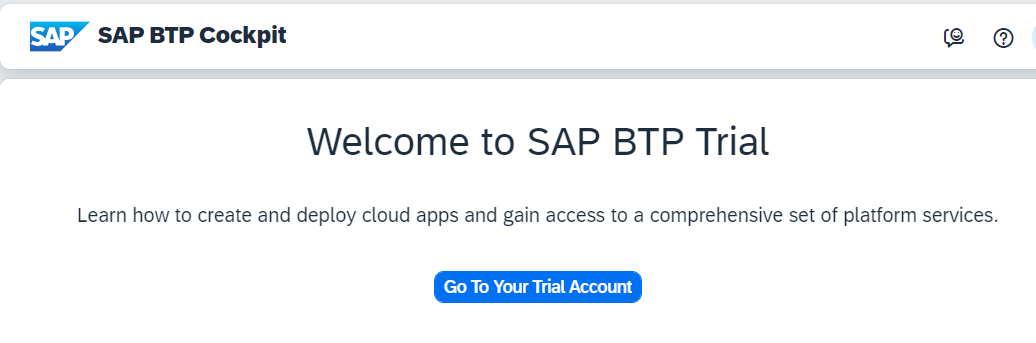 SAP SAP BTP Cockpit
Welcome to SAP BTP Trial
Learn how to create and deploy cloud apps and gain access to a comprehensive set of platform services.
Go To Your Trial Account